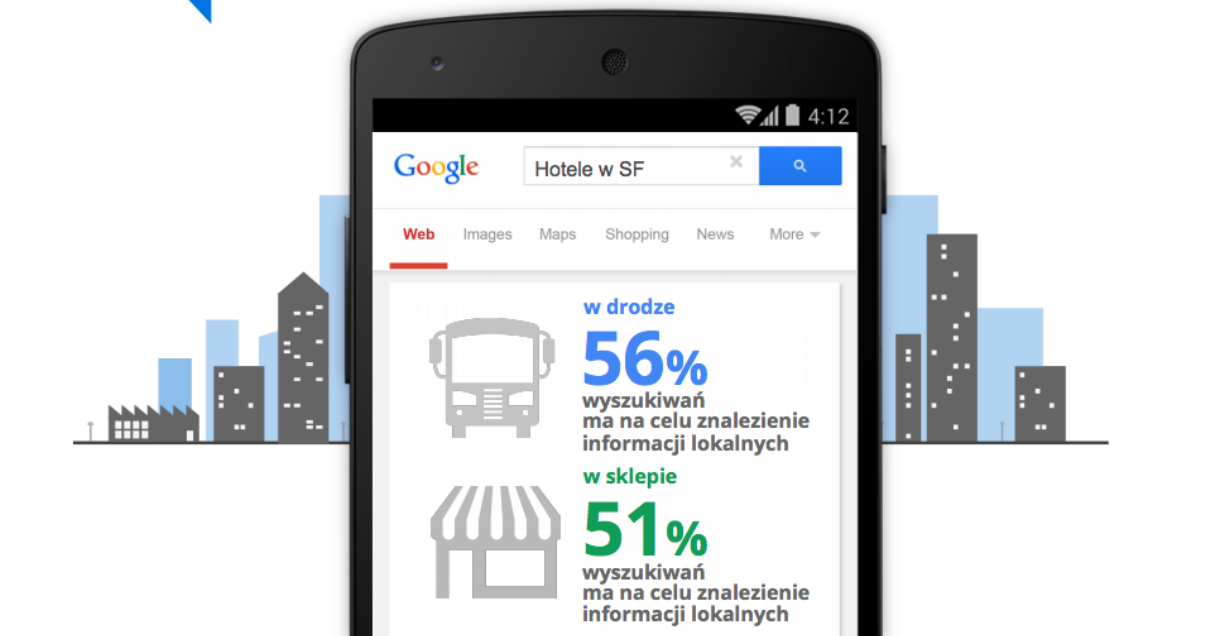 4:12
Google
Hotele w SF
Web Images Maps Shopping News More
w drodze
56%
wyszukiwań
ma na celu znalezienie
informacji lokalnych
w sklepie
51%
wyszukiwań
ma na celu znalezienie
informacji lokalnych